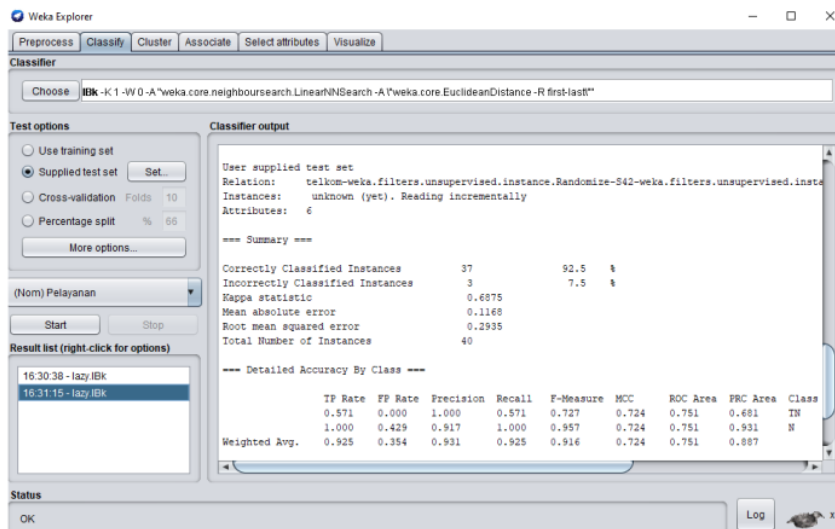 Weka Explorer
Preprocess Classify Cluster Associate Select attributes Visualize
Classifier
Choose IBk -K 1 -W 0 -A "weka.core.neighboursearch.LinearNNSearch -A \"weka.core.EuclideanDistance -R first-last\""
Test options
Use training set
Supplied test set Set...
Cross-validation Folds 10
Percentage split % 66
More options...
(Nom) Pelayanan
Start Stop
Result list (right-click for options)
16:30:38 - lazy.IBk
16:31:15 - lazy.IBk
Classifier output
User supplied test set
Relation: telkom-weka.filters.unsupervised.instance.Randomize-S42-weka.filters.unsupervised.insta
Instances: unknown (yet). Reading incrementally
Attributes: 6
=== Summary ===
Correctly Classified Instances 37 92.5 %
Incorrectly Classified Instances 3 7.5 %
Kappa statistic 0.6875
Mean absolute error 0.1168
Root mean squared error 0.2935
Total Number of Instances 40
=== Detailed Accuracy By Class ===
TP Rate FP Rate Precision Recall F-Measure MCC ROC Area PRC Area Class
0.571 0.000 1.000 0.571 0.727 0.724 0.751 0.681 TN
1.000 0.429 0.917 1.000 0.957 0.724 0.751 0.931 N
Weighted Avg. 0.925 0.354 0.931 0.925 0.916 0.724 0.751 0.887
Status
OK
Log
x